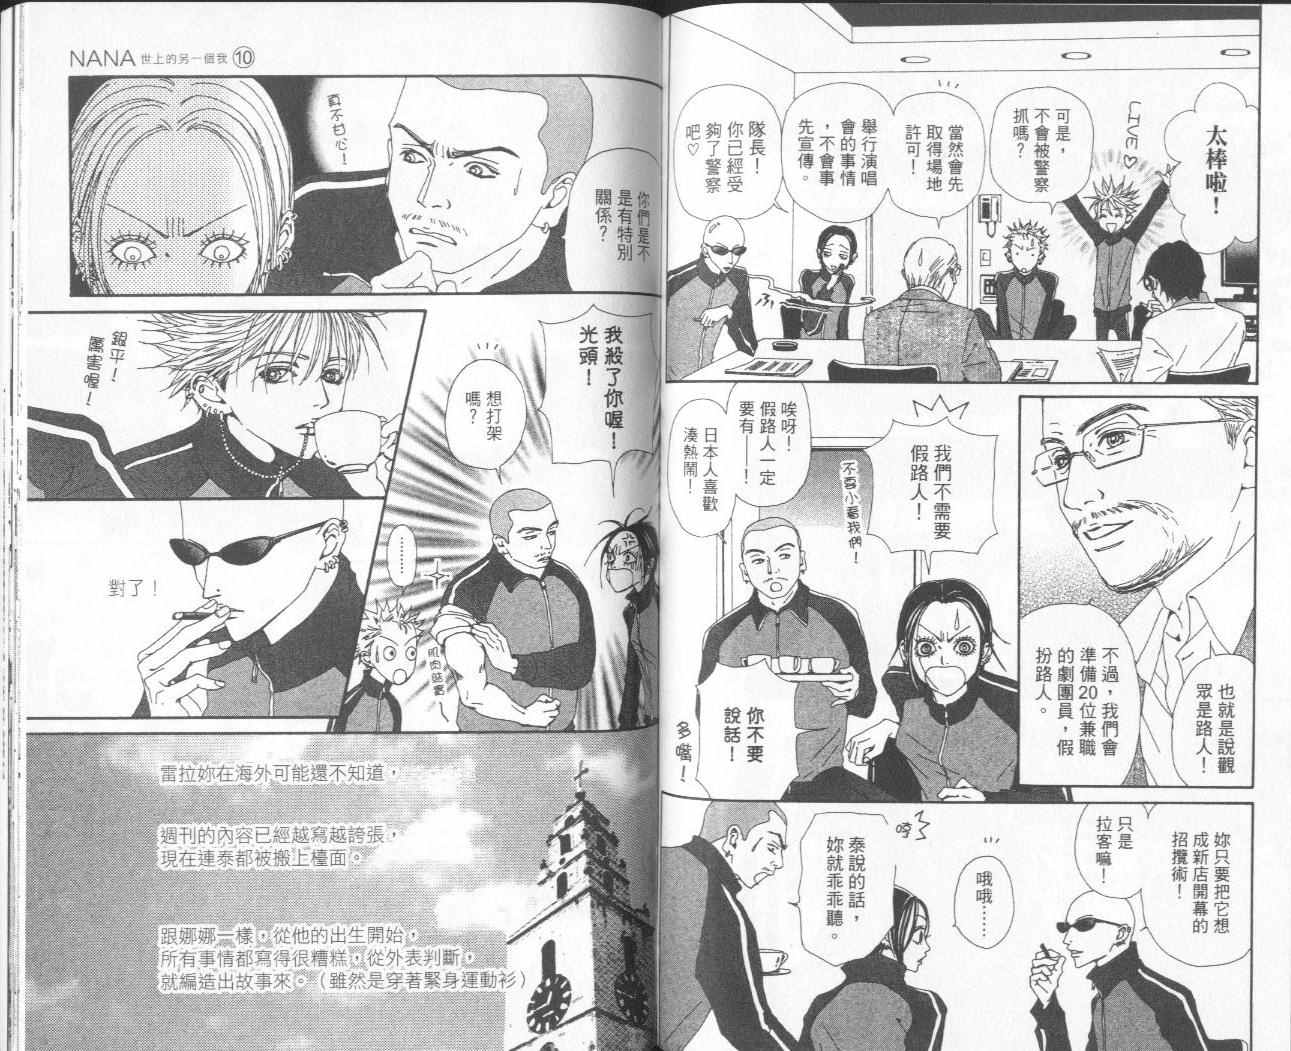 太棒啦！
LIVE♡
可是，
不會被警察
抓嗎？
當然會先
取得場地
許可！
舉行演唱
會的事情
，不會事
先宣傳。
隊長！
你已經受
夠了警察
吧♡
也就是說觀
眾是路人！
不過，我們會
準備20位兼職
的劇團員，假
扮路人。
我們不需要
假路人！
不要小看我們！
唉呀！
假路人一定
要有——！
日本人喜歡
湊熱鬧！
你不要
說話！
多嘴！
妳只要把它想
成新店開幕的
招攬術！
只是
拉客嘛！
哦哦……
哼
泰說的話，
妳就乖乖聽。
NANA 世上的另一個我 ⑩
你們是不
是有特別
關係？
真不甘心！
我殺了你喔！
光頭！
想打架
嗎？
………
肌肉結實
銀平！
厲害喔！
對了！
雷拉妳在海外可能還不知道，
週刊的內容已經越寫越誇張，
現在連泰都被搬上檯面。
跟娜娜一樣，從他的出生開始，
所有事情都寫得很糟糕，從外表判斷，
就編造出故事來。（雖然是穿著緊身運動衫）